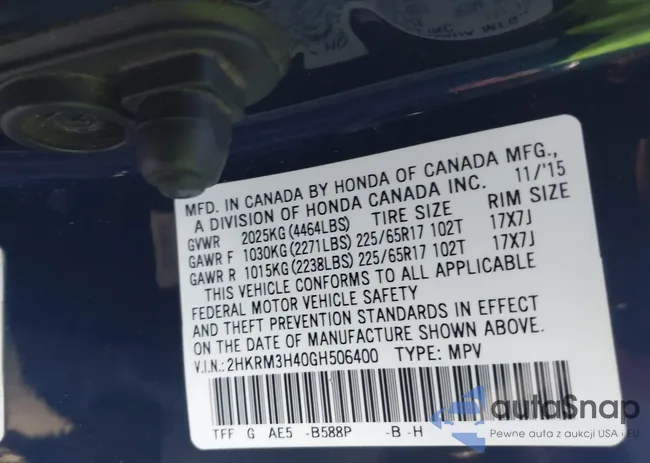 MFD. IN CANADA BY HONDA OF CANADA MFG.,
A DIVISION OF HONDA CANADA INC. 11/'15
GVWR 2025KG(4464LBS) TIRE SIZE RIM SIZE
GAWR F 1030KG(2271LBS) 225/65R17 102T 17X7J
GAWR R 1015KG(2238LBS) 225/65R17 102T 17X7J
THIS VEHICLE CONFORMS TO ALL APPLICABLE
FEDERAL MOTOR VEHICLE SAFETY
AND THEFT PREVENTION STANDARDS IN EFFECT
ON THE DATE OF MANUFACTURE SHOWN ABOVE.
V.I.N.:2HKRM3H40GH506400 TYPE: MPV
TFF G AE5 -B588P -B -H
autoSnap
Pewne auta z aukcji USA i EU